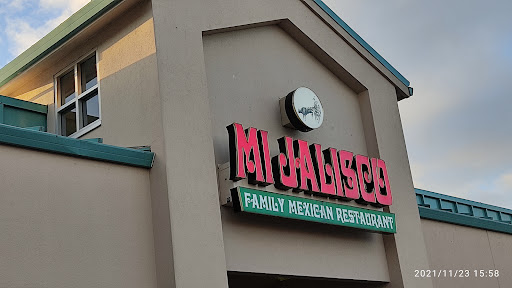 MI JALISCO
FAMILY MEXICAN RESTAURANT
2021/11/23 15:58